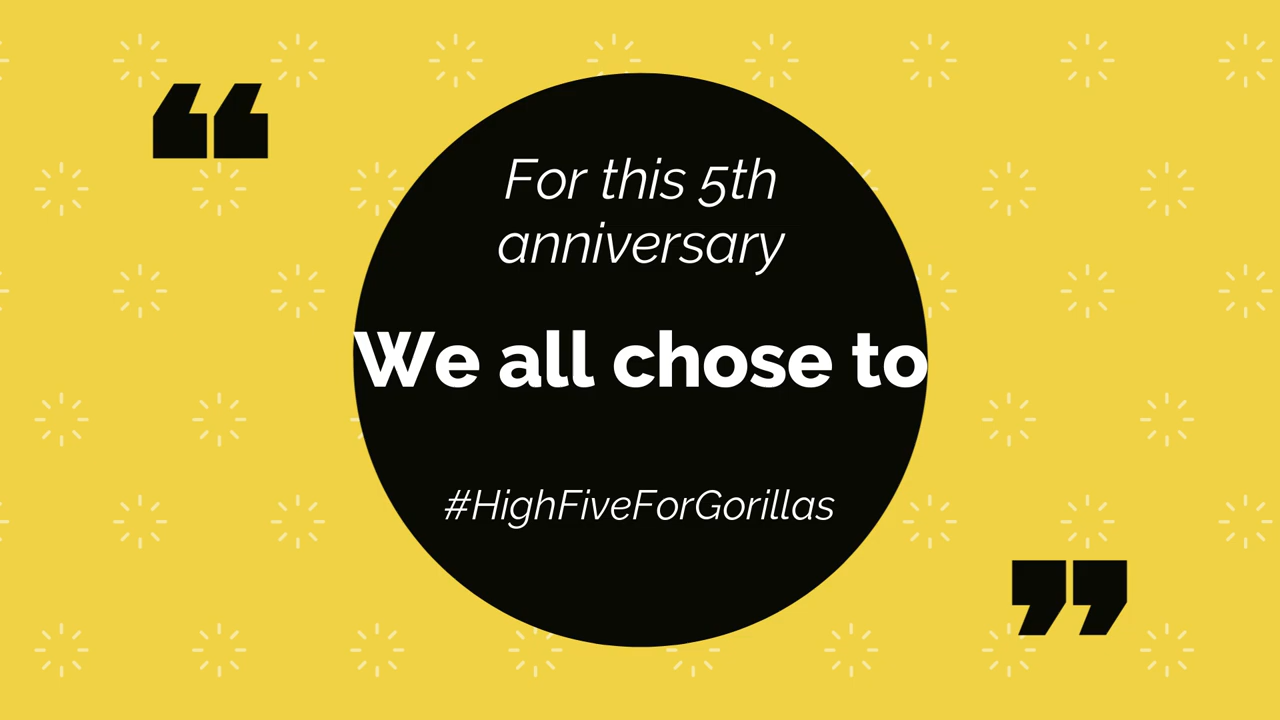 “
For this 5th
anniversary
We all chose to
#HighFiveForGorillas
”